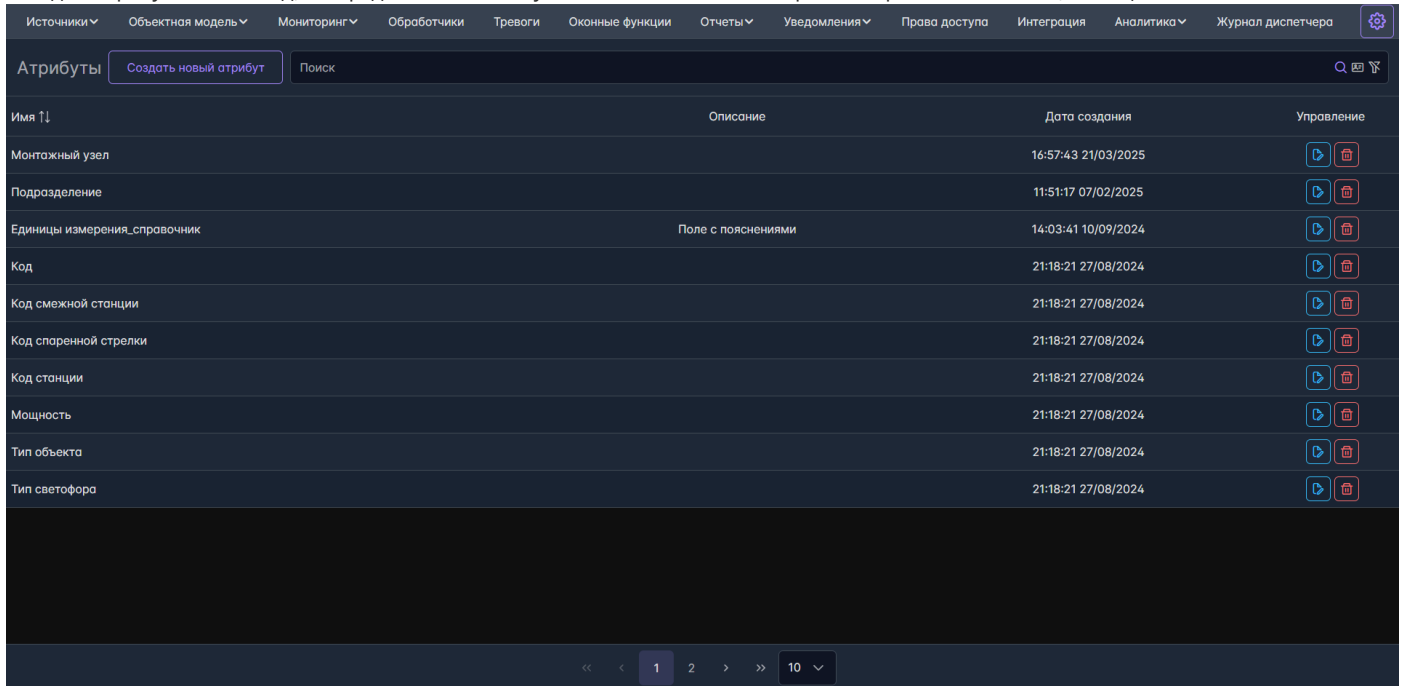 Источники Объектная модель Мониторинг Обработчики Тревоги Оконные функции Отчеты Уведомления Права доступа Интеграция Аналитика Журнал диспетчера
Атрибуты Создать новый атрибут Поиск
Имя Описание Дата создания Управление
Монтажный узел 16:57:43 21/03/2025
Подразделение 11:51:17 07/02/2025
Единицы измерения_справочник Поле с пояснениями 14:03:41 10/09/2024
Код 21:18:21 27/08/2024
Код смежной станции 21:18:21 27/08/2024
Код спаренной стрелки 21:18:21 27/08/2024
Код станции 21:18:21 27/08/2024
Мощность 21:18:21 27/08/2024
Тип объекта 21:18:21 27/08/2024
Тип светофора 21:18:21 27/08/2024
« ‹ 1 2 › » 10